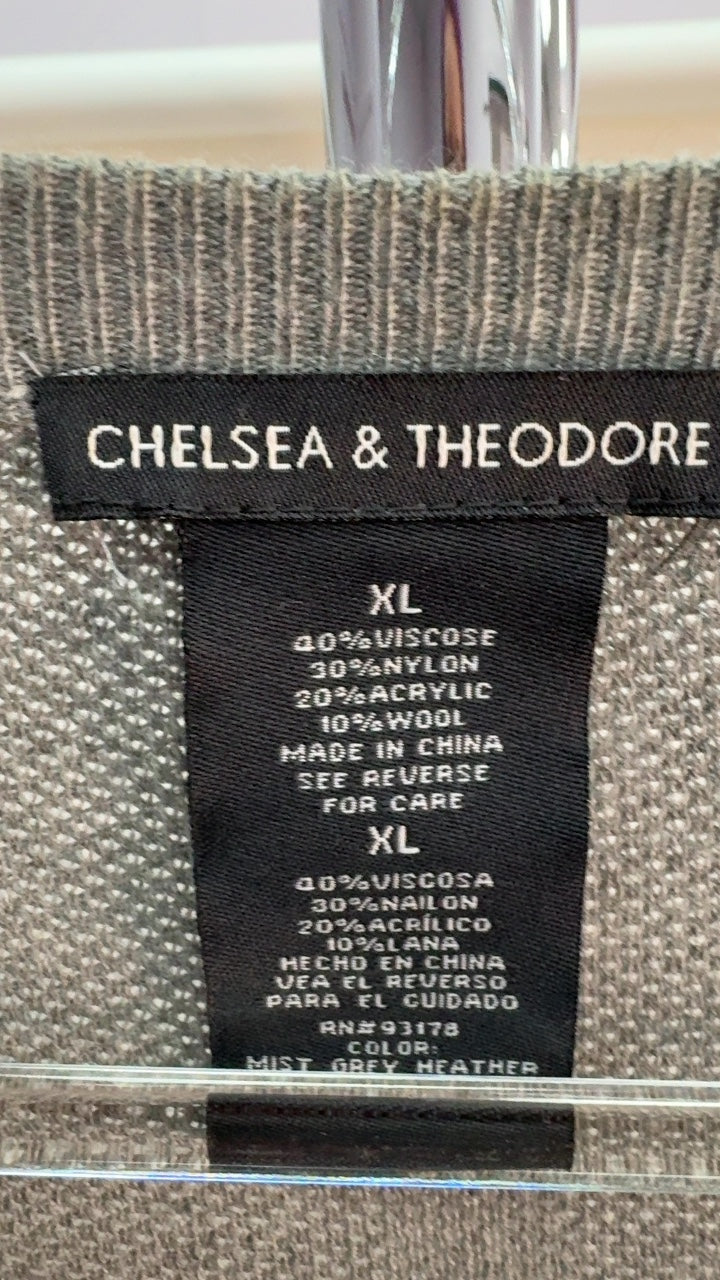 CHELSEA & THEODORE
XL
40%VISCOSE
30%NYLON
20%ACRYLIC
10%WOOL
MADE IN CHINA
SEE REVERSE
FOR CARE
XL
40%VISCOSA
30%NAILON
20%ACRÍLICO
10%LANA
HECHO EN CHINA
VEA EL REVERSO
PARA EL CUIDADO
RN#93178
COLOR:
MIST GREY HEATHER